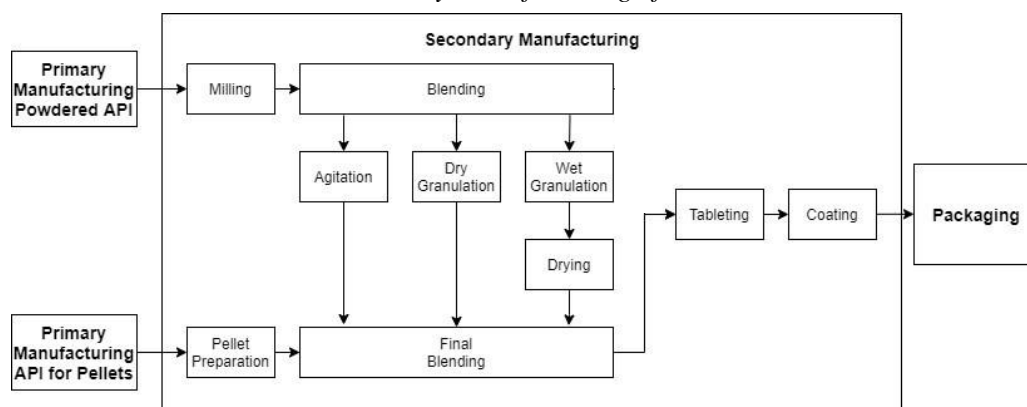 Secondary Manufacturing
Primary
Manufacturing
Powdered API
Milling
Blending
Agitation
Dry
Granulation
Wet
Granulation
Drying
Tableting
Coating
Packaging
Primary
Manufacturing
API for Pellets
Pellet
Preparation
Final
Blending